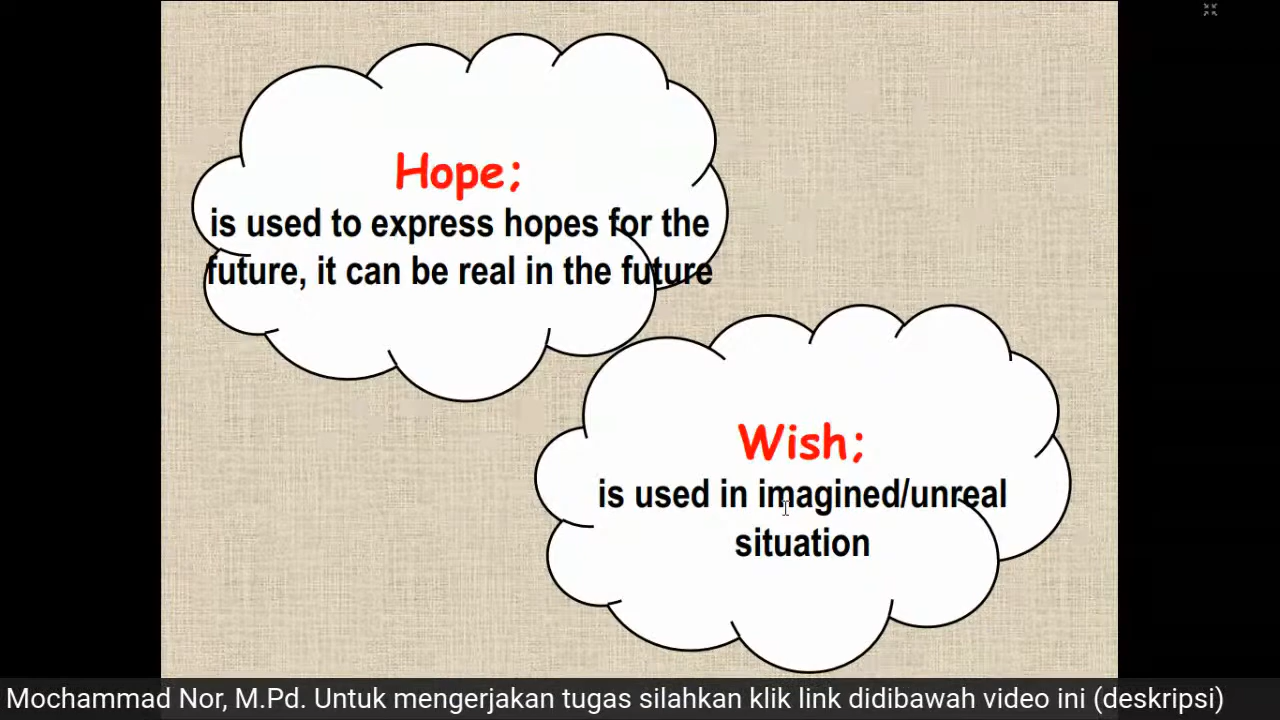 Hope;
is used to express hopes for the
future, it can be real in the future
Wish;
is used in imagined/unreal
situation
Mochammad Nor, M.Pd. Untuk mengerjakan tugas silahkan klik link didibawah video ini (deskripsi)